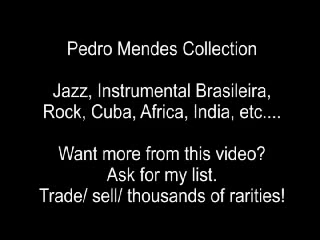 Pedro Mendes Collection
Jazz, Instrumental Brasileira,
Rock, Cuba, Africa, India, etc....
Want more from this video?
Ask for my list.
Trade/ sell/ thousands of rarities!